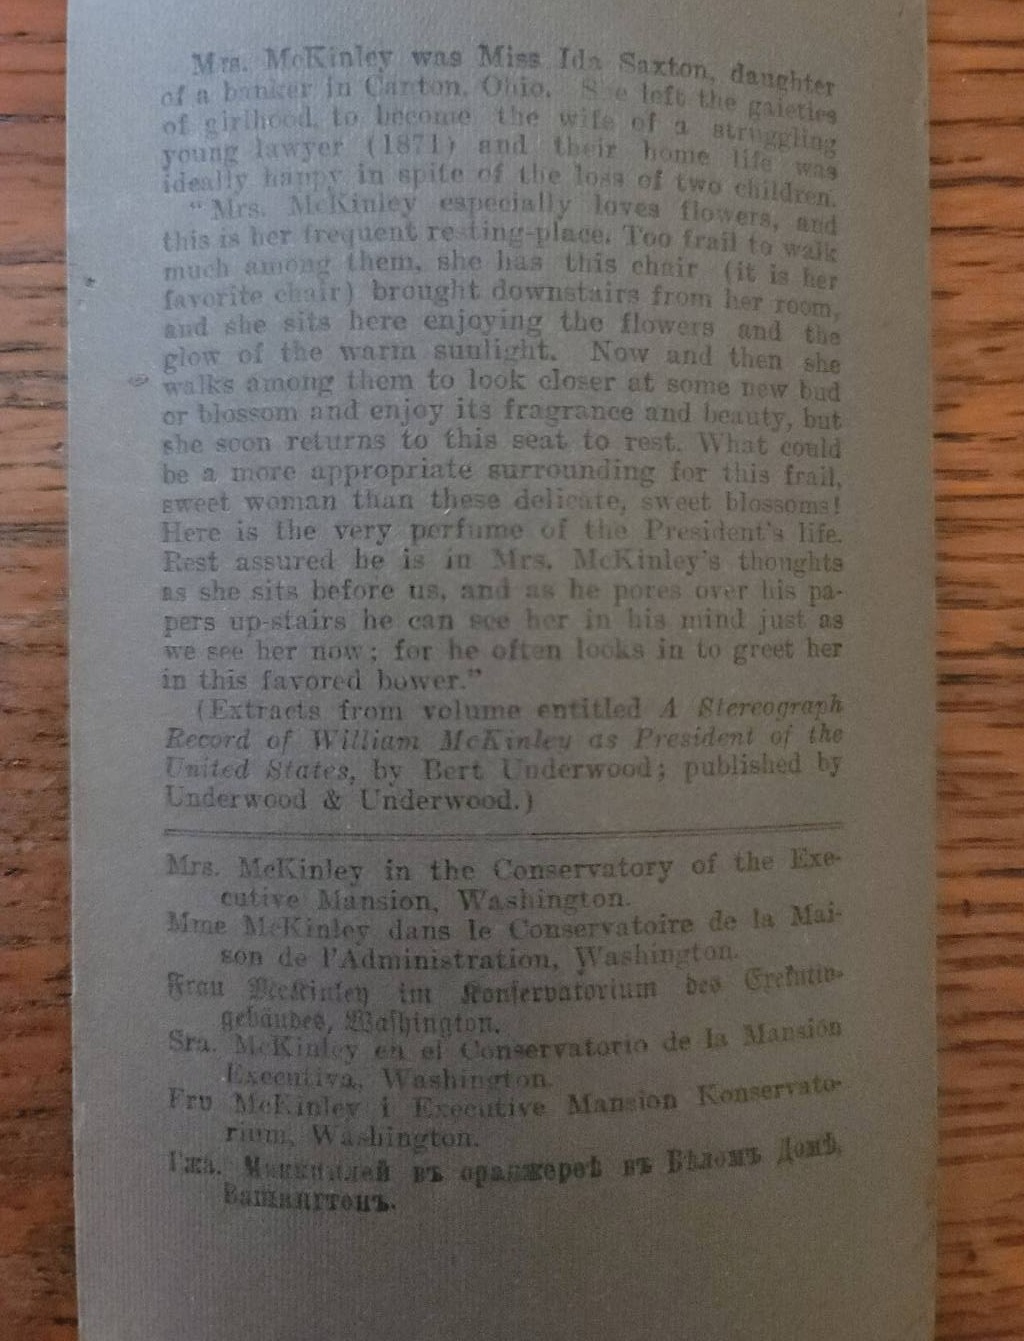 Mrs. McKinley was Miss Ida Saxton, daughter
of a banker in Canton, Ohio. She left the gaieties
of girlhood to become the wife of a struggling
young lawyer (1871) and their home life was
ideally happy in spite of the loss of two children.
"Mrs. McKinley especially loves flowers, and
this is her frequent resting-place. Too frail to walk
much among them, she has this chair (it is her
favorite chair) brought downstairs from her room,
and she sits here enjoying the flowers and the
glow of the warm sunlight. Now and then she
walks among them to look closer at some new bud
or blossom and enjoy its fragrance and beauty, but
she soon returns to this seat to rest. What could
be a more appropriate surrounding for this frail,
sweet woman than these delicate, sweet blossoms!
Here is the very perfume of the President's life.
Rest assured he is in Mrs. McKinley's thoughts
as she sits before us, and as he pores over his pa-
pers up-stairs he can see her in his mind just as
we see her now; for he often looks in to greet her
in this favored bower."
(Extracts from volume entitled A Stereograph
Record of William McKinley as President of the
United States, by Bert Underwood; published by
Underwood & Underwood.)
Mrs. McKinley in the Conservatory of the Exe-
cutive Mansion, Washington.
Mme McKinley dans le Conservatoire de la Mai-
son de l'Administration, Washington.
Frau McKinley im Konservatorium des Exekutiv-
gebäudes, Washington.
Sra. McKinley en el Conservatorio de la Mansión
Executiva, Washington.
Fru McKinley i Executive Mansion Konservato-
rium, Washington.
Гжа. Маккинлей въ оранжереѣ въ Бѣломъ Домѣ,
Вашингтонъ.